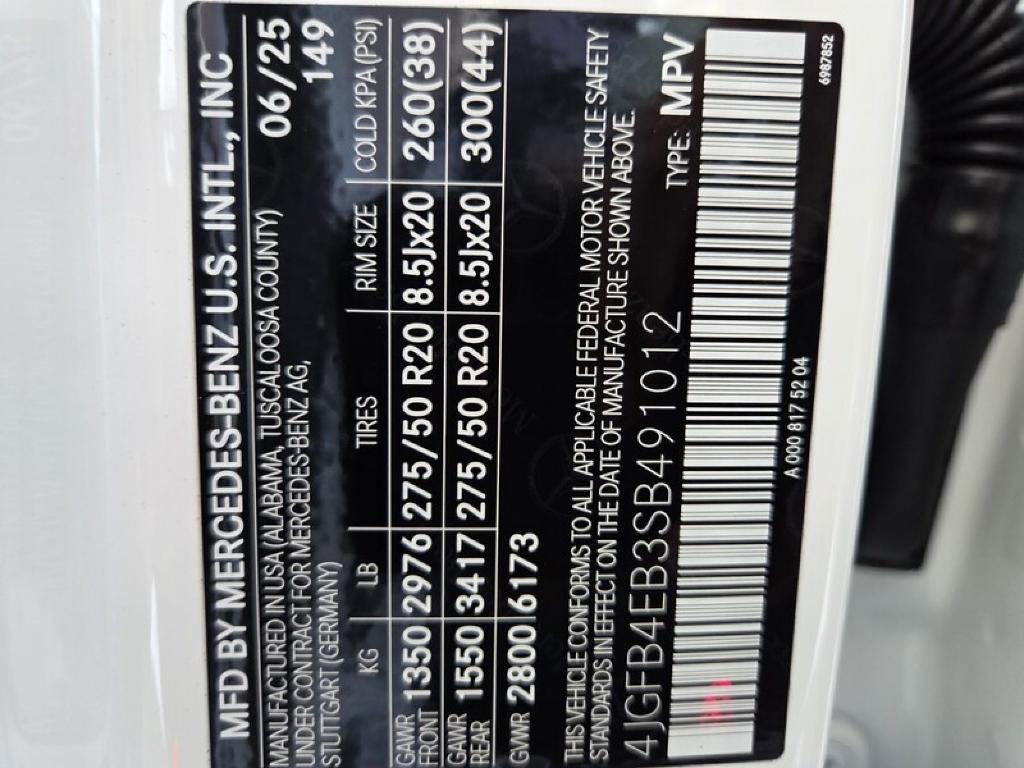 MFD BY MERCEDES-BENZ U.S. INTL., INC
MANUFACTURED IN USA (ALABAMA, TUSCALOOSA COUNTY) 06/25
UNDER CONTRACT FOR MERCEDES-BENZ AG, 149
STUTTGART (GERMANY)
KG LB TIRES RIM SIZE COLD KPA (PSI)
GAWR FRONT 1350 2976 275/50 R20 8.5Jx20 260(38)
GAWR REAR 1550 3417 275/50 R20 8.5Jx20 300(44)
GVWR 2800 6173
THIS VEHICLE CONFORMS TO ALL APPLICABLE FEDERAL MOTOR VEHICLE SAFETY
STANDARDS IN EFFECT ON THE DATE OF MANUFACTURE SHOWN ABOVE.
4JGFB4EB3SB491012 TYPE: MPV
A 000 817 52 04 6987852